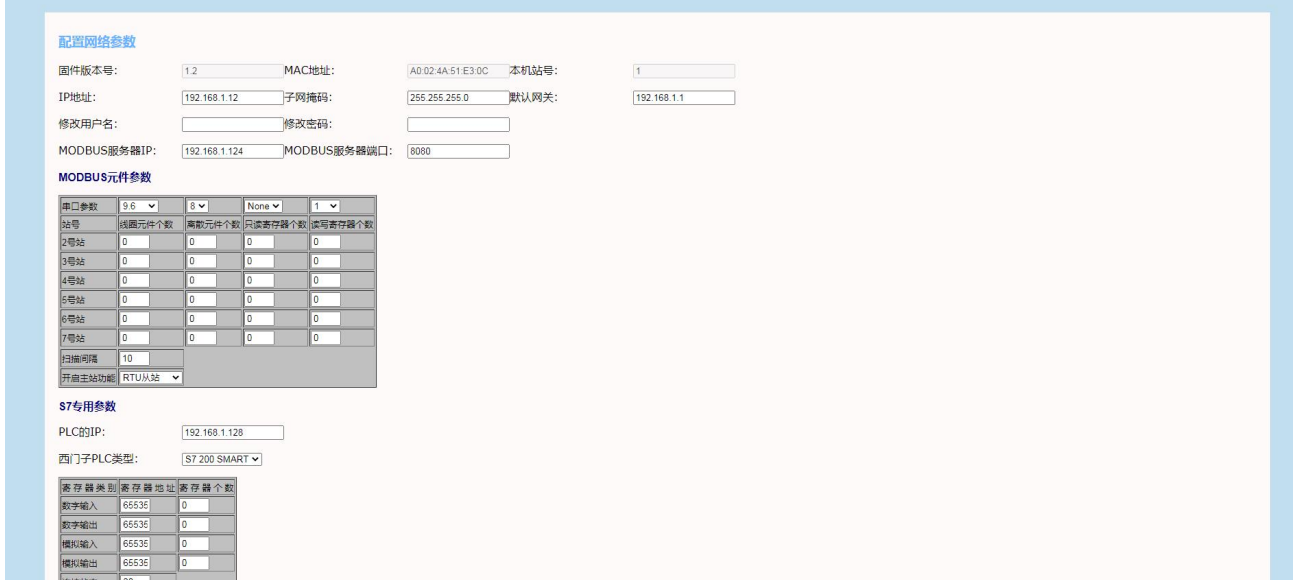 配置网络参数
固件版本号: 1.2 MAC地址: A0:02:4A:51:E3:0C 本机站号: 1
IP地址: 192.168.1.12 子网掩码: 255.255.255.0 默认网关: 192.168.1.1
修改用户名: 修改密码:
MODBUS服务器IP: 192.168.1.124 MODBUS服务器端口: 8080
MODBUS元件参数
串口参数 9.6 8 None 1
站号 线圈元件个数 离散元件个数 只读寄存器个数 读写寄存器个数
2号站 0 0 0 0
3号站 0 0 0 0
4号站 0 0 0 0
5号站 0 0 0 0
6号站 0 0 0 0
7号站 0 0 0 0
扫描间隔 10
开启主站功能 RTU从站
S7专用参数
PLC的IP: 192.168.1.128
西门子PLC类型: S7 200 SMART
寄存器类别 寄存器地址 寄存器个数
数字输入 65535 0
数字输出 65535 0
模拟输入 65535 0
模拟输出 65535 0